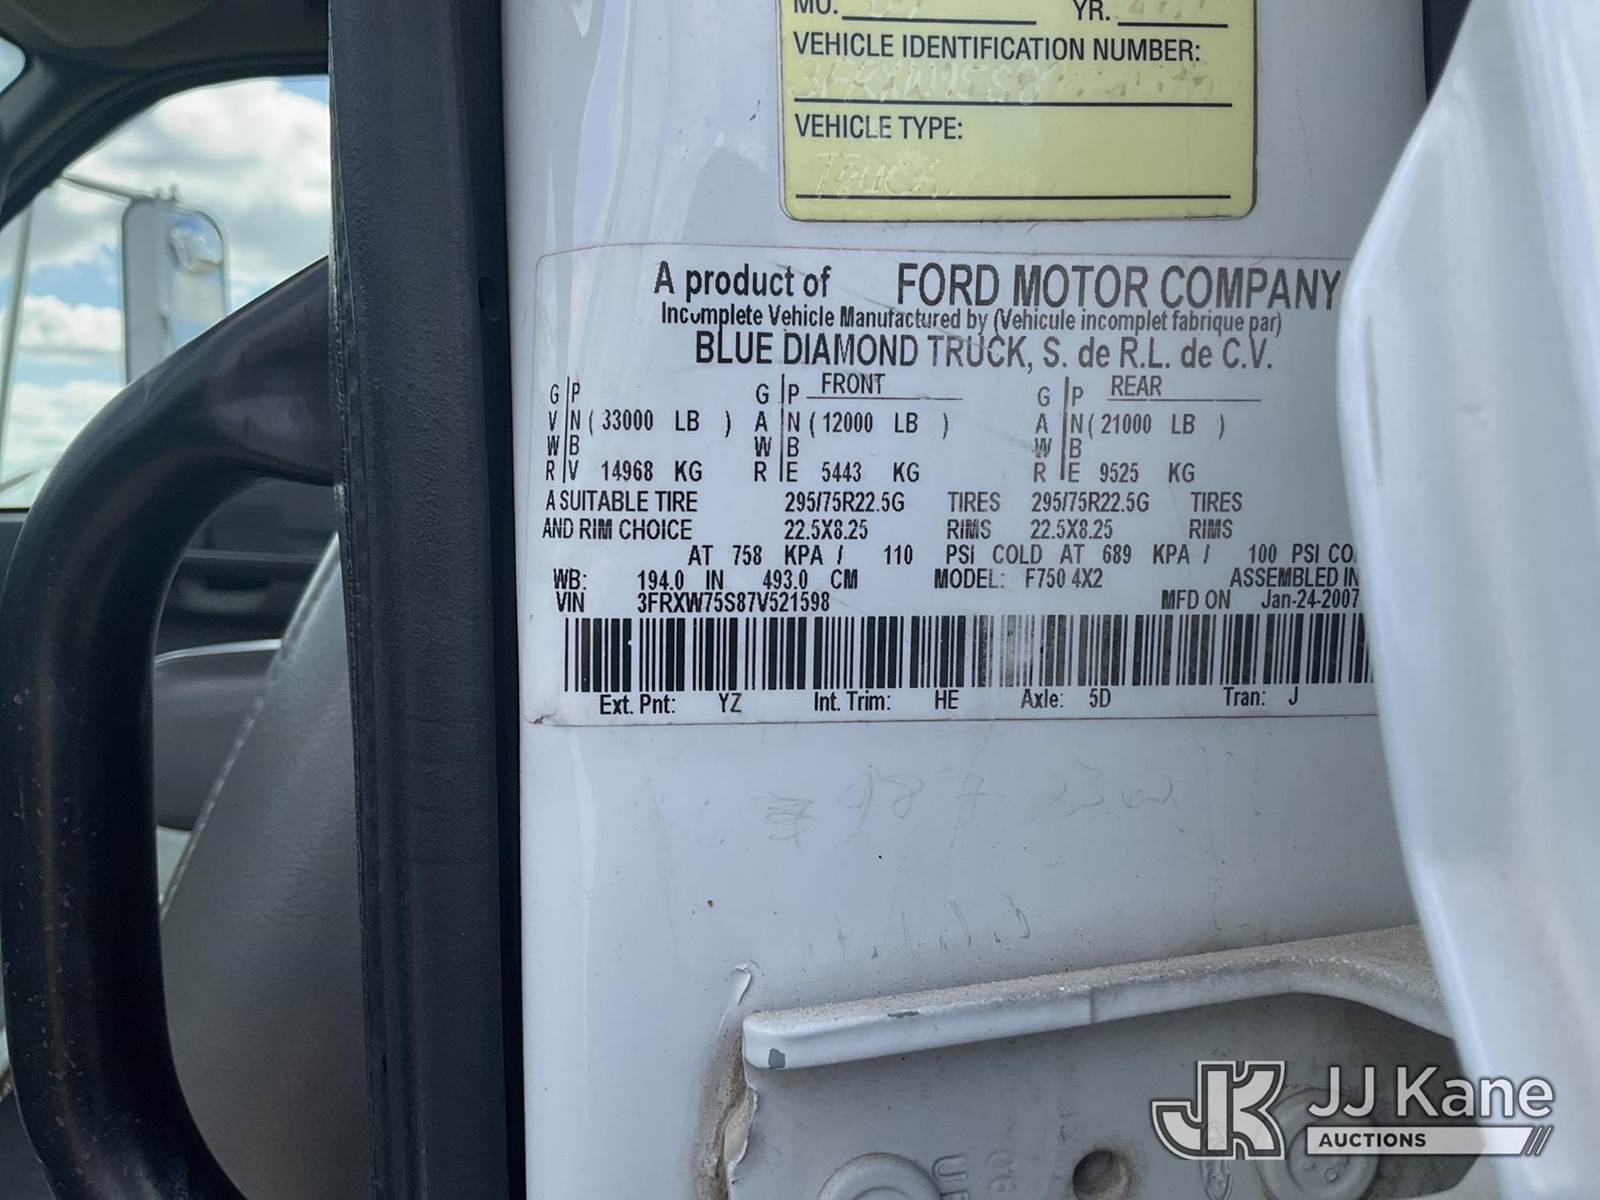 MO. YR.
VEHICLE IDENTIFICATION NUMBER:
VEHICLE TYPE:
TRUCK
A product of FORD MOTOR COMPANY
Incomplete Vehicle Manufactured by (Vehicule incomplet fabrique par)
BLUE DIAMOND TRUCK, S. de R.L. de C.V.
G P G P FRONT G P REAR
V N ( 33000 LB ) A N ( 12000 LB ) A N ( 21000 LB )
W B W B W B
R V 14968 KG R E 5443 KG R E 9525 KG
A SUITABLE TIRE 295/75R22.5G TIRES 295/75R22.5G TIRES
AND RIM CHOICE 22.5X8.25 RIMS 22.5X8.25 RIMS
AT 758 KPA / 110 PSI COLD AT 689 KPA / 100 PSI CO
WB: 194.0 IN 493.0 CM MODEL: F750 4X2 ASSEMBLED IN
VIN 3FRXW75S87V521598 MFD ON Jan-24-2007
Ext. Pnt: YZ Int. Trim: HE Axle: 5D Tran: J
JK JJ Kane
AUCTIONS